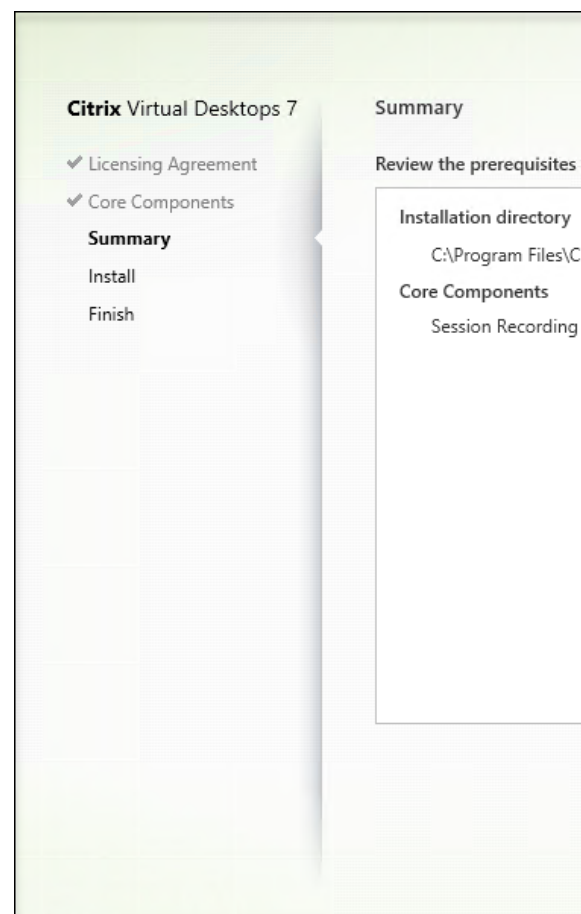 Citrix Virtual Desktops 7
Licensing Agreement
Core Components
Summary
Install
Finish
Summary
Review the prerequisites
Installation directory
C:\Program Files\C
Core Components
Session Recording